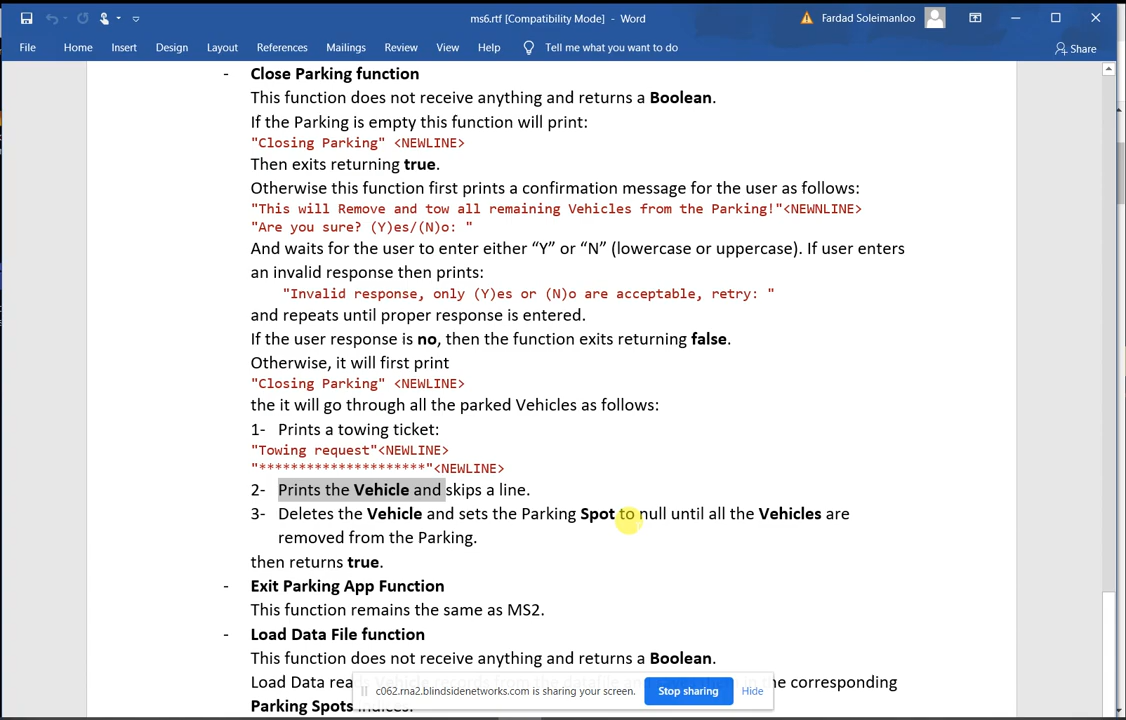 ms6.rtf [Compatibility Mode] - Word
Fardad Soleimanloo
File Home Insert Design Layout References Mailings Review View Help Tell me what you want to do Share
- Close Parking function
This function does not receive anything and returns a Boolean.
If the Parking is empty this function will print:
"Closing Parking" <NEWLINE>
Then exits returning true.
Otherwise this function first prints a confirmation message for the user as follows:
"This will Remove and tow all remaining Vehicles from the Parking!"<NEWNLINE>
"Are you sure? (Y)es/(N)o: "
And waits for the user to enter either “Y” or “N” (lowercase or uppercase). If user enters
an invalid response then prints:
"Invalid response, only (Y)es or (N)o are acceptable, retry: "
and repeats until proper response is entered.
If the user response is no, then the function exits returning false.
Otherwise, it will first print
"Closing Parking" <NEWLINE>
the it will go through all the parked Vehicles as follows:
1- Prints a towing ticket:
"Towing request"<NEWLINE>
"*********************"<NEWLINE>
2- Prints the Vehicle and skips a line.
3- Deletes the Vehicle and sets the Parking Spot to null until all the Vehicles are
removed from the Parking.
then returns true.
- Exit Parking App Function
This function remains the same as MS2.
- Load Data File function
This function does not receive anything and returns a Boolean.
Load Data reads Vehicle records from the datafile in the corresponding
Parking Spots indices.
c062.rna2.blindsidenetworks.com is sharing your screen. Stop sharing Hide